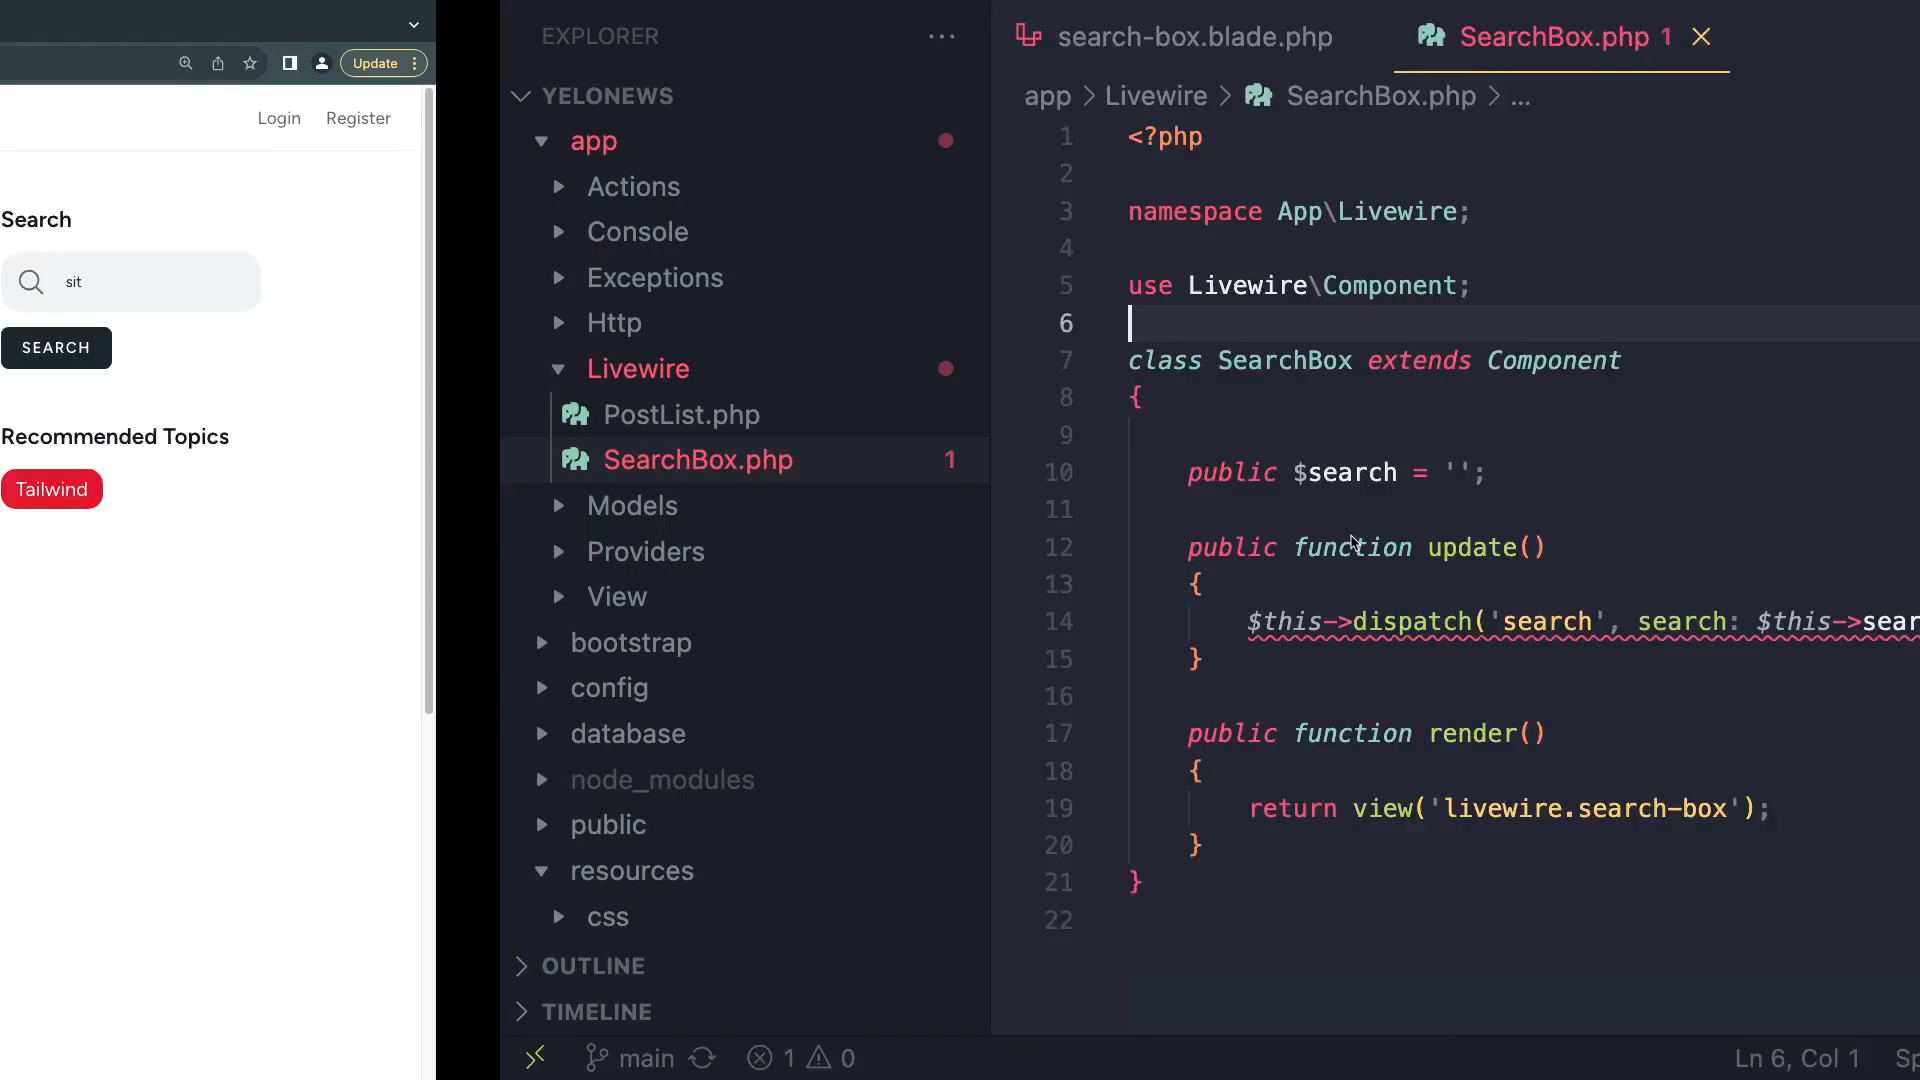 Update
Login Register
Search
sit
SEARCH
Recommended Topics
Tailwind
EXPLORER ...
YELONEWS
app
Actions
Console
Exceptions
Http
Livewire
PostList.php
SearchBox.php 1
Models
Providers
View
bootstrap
config
database
node_modules
public
resources
css
OUTLINE
TIMELINE
search-box.blade.php SearchBox.php 1
app > Livewire > SearchBox.php > ...
1 <?php
2
3 namespace App\Livewire;
4
5 use Livewire\Component;
6
7 class SearchBox extends Component
8 {
9
10 public $search = '';
11
12 public function update()
13 {
14 $this->dispatch('search', search: $this->sear
15 }
16
17 public function render()
18 {
19 return view('livewire.search-box');
20 }
21 }
22
main 1 0 Ln 6, Col 1 Sp